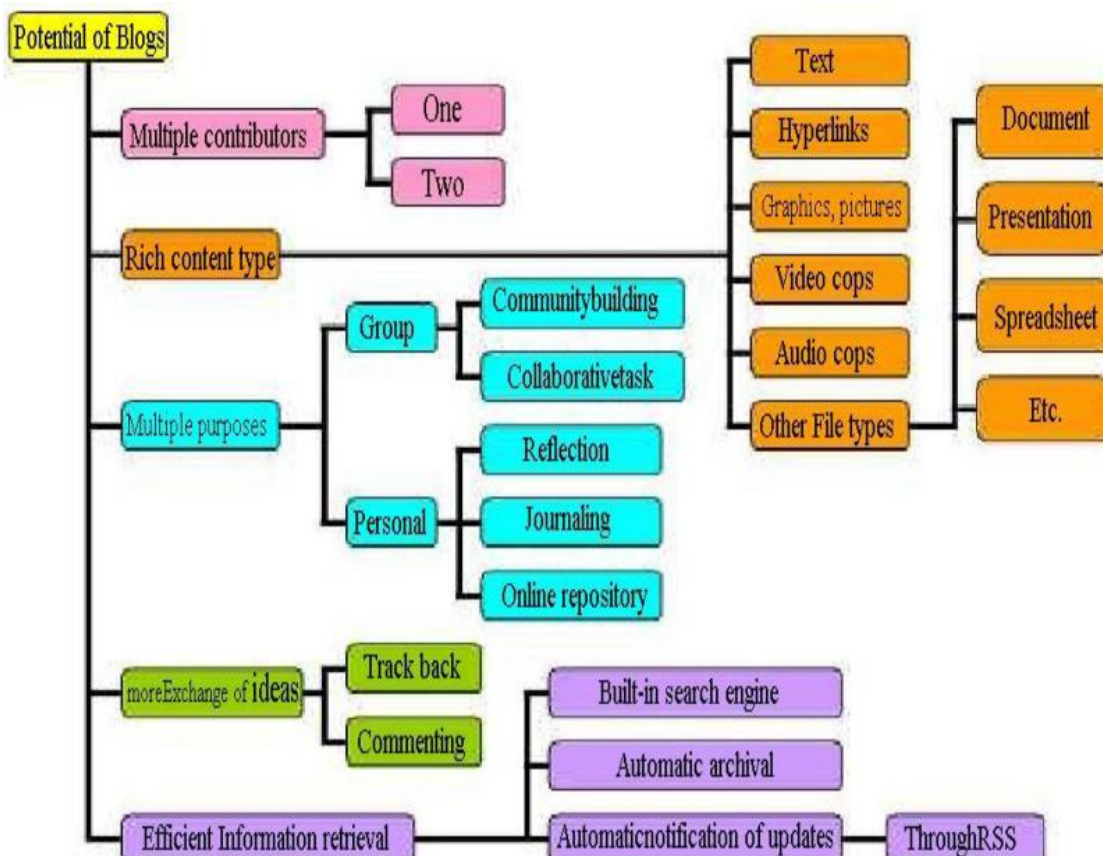 Potential of Blogs
Multiple contributors
One
Two
Rich content type
Text
Hyperlinks
Graphics, pictures
Video cops
Audio cops
Other File types
Document
Presentation
Spreadsheet
Etc.
Multiple purposes
Group
Communitybuilding
Collaborativetask
Personal
Reflection
Journaling
Online repository
moreExchange of ideas
Track back
Commenting
Efficient Information retrieval
Built-in search engine
Automatic archival
Automaticnotification of updates
ThroughRSS